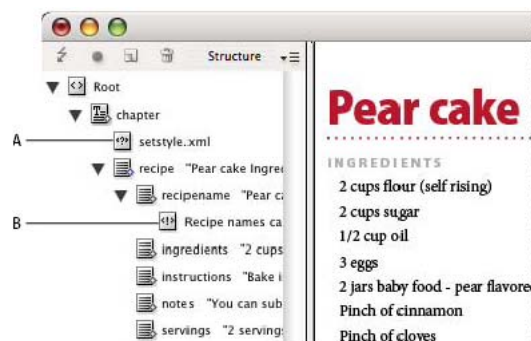 Structure
Root
chapter
A
setstyle.xml
recipe "Pear cake Ingre
recipename "Pear c
B
Recipe names ca
ingredients "2 cups
instructions "Bake i
notes "You can sub
servings "2 serving
Pear cake
INGREDIENTS
2 cups flour (self rising)
2 cups sugar
1/2 cup oil
3 eggs
2 jars baby food - pear flavored
Pinch of cinnamon
Pinch of cloves